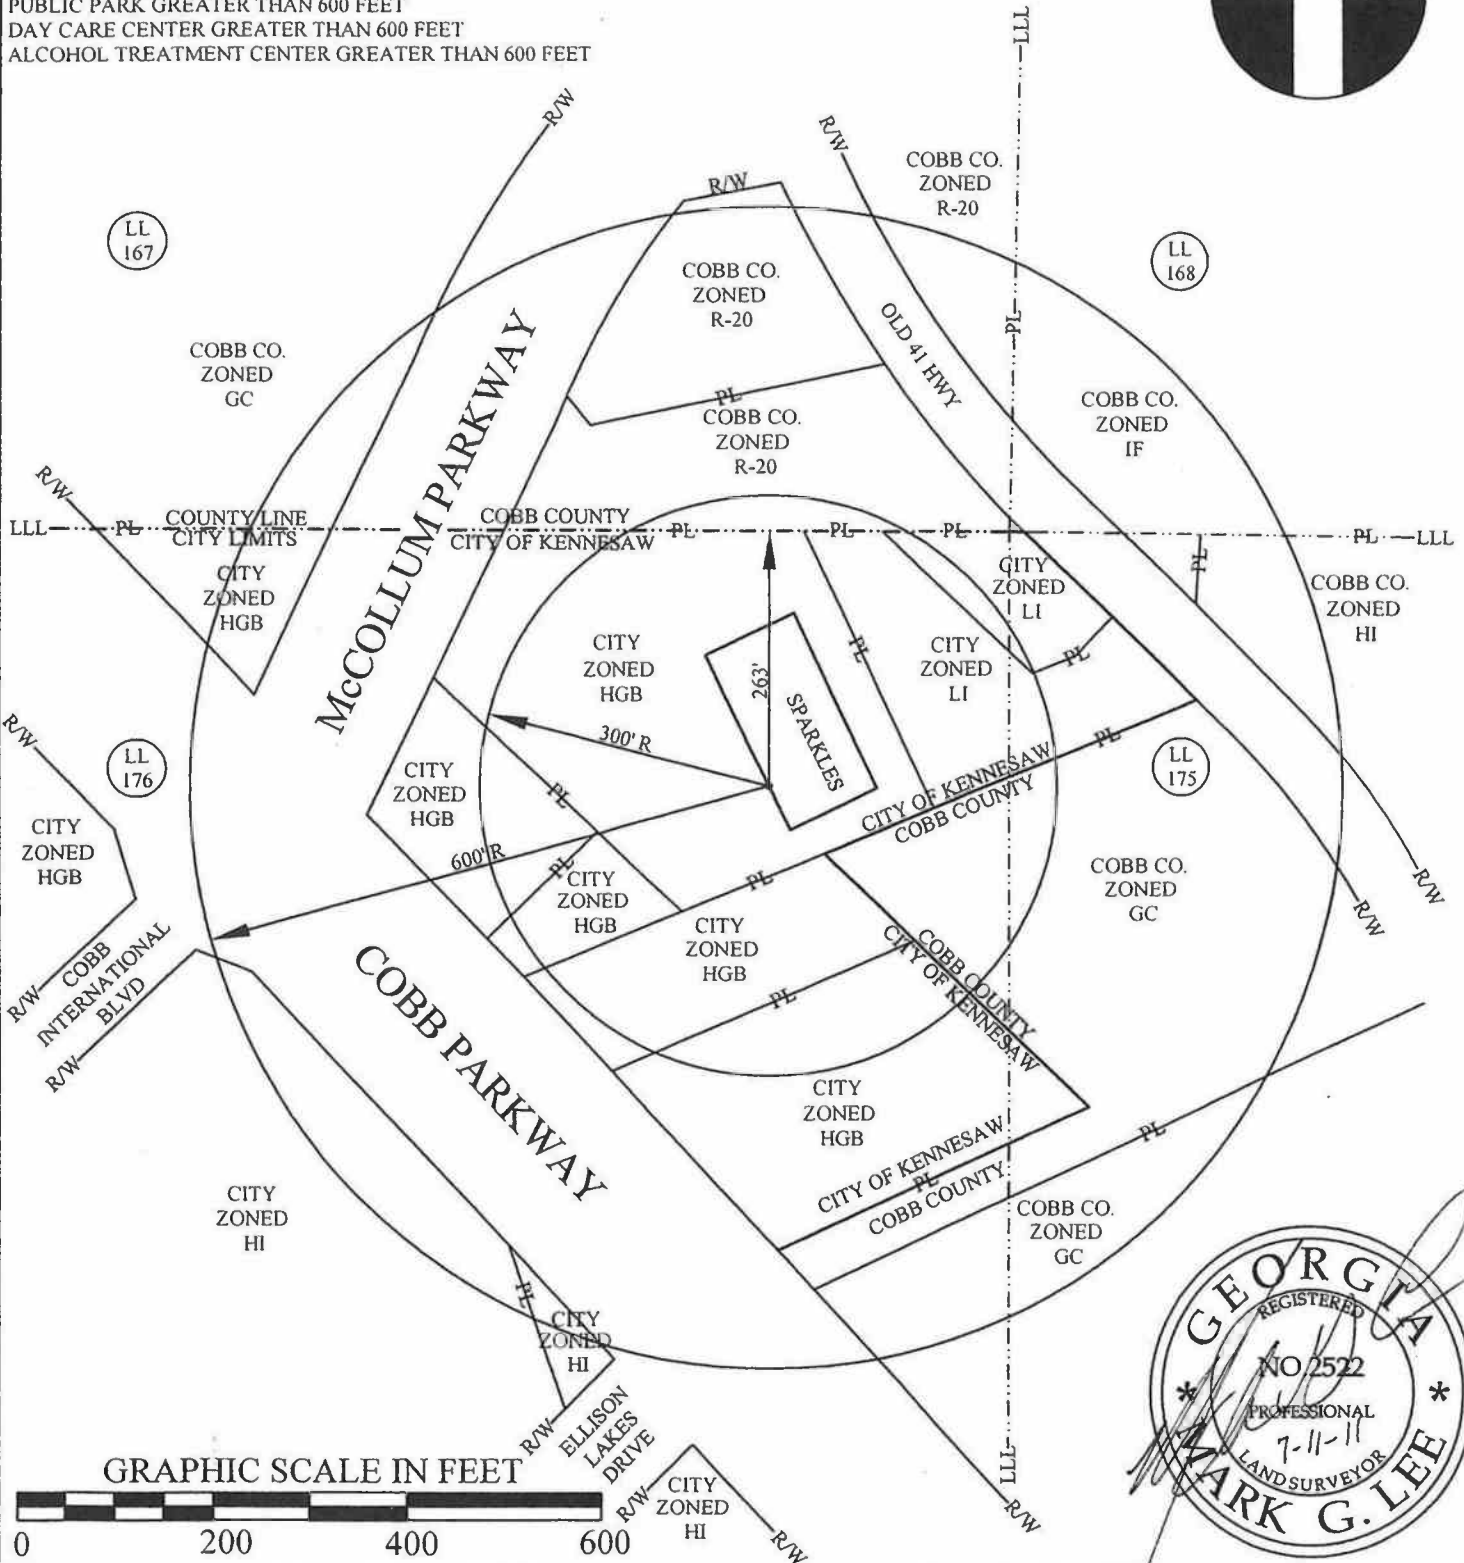 PUBLIC PARK GREATER THAN 600 FEET
DAY CARE CENTER GREATER THAN 600 FEET
ALCOHOL TREATMENT CENTER GREATER THAN 600 FEET
LLL
R/W
R/W
R/W
COBB CO.
ZONED
R-20
LL
167
LL
168
COBB CO.
ZONED
R-20
PL
OLD 41 HWY
COBB CO.
ZONED
GC
McCOLLUM PARKWAY
PL
COBB CO.
ZONED
R-20
COBB CO.
ZONED
IF
R/W
LLL
PL
COUNTY LINE
CITY LIMITS
COBB COUNTY
CITY OF KENNESAW
PL
PL
PL
PL
LLL
PL
CITY
ZONED
HGB
CITY
ZONED
LI
COBB CO.
ZONED
HI
CITY
ZONED
HGB
263'
SPARKLES
PL
CITY
ZONED
LI
PL
R/W
300' R
PL
LL
176
CITY
ZONED
HGB
PL
CITY OF KENNESAW
COBB COUNTY
LL
175
CITY
ZONED
HGB
600' R
PL
CITY
ZONED
HGB
PL
COBB CO.
ZONED
GC
R/W
R/W
CITY
ZONED
HGB
COBB COUNTY
CITY OF KENNESAW
R/W
COBB
INTERNATIONAL
BLVD
R/W
COBB PARKWAY
PL
CITY
ZONED
HGB
CITY OF KENNESAW
PL
COBB COUNTY
PL
CITY
ZONED
HI
COBB CO.
ZONED
GC
PL
CITY
ZONED
HI
R/W
ELLISON
LAKES
DRIVE
R/W
CITY
ZONED
HI
R/W
LLL
R/W
GEORGIA
REGISTERED
NO.2522
PROFESSIONAL
7-11-11
LAND SURVEYOR
* MARK G. LEE *
GRAPHIC SCALE IN FEET
0 200 400 600